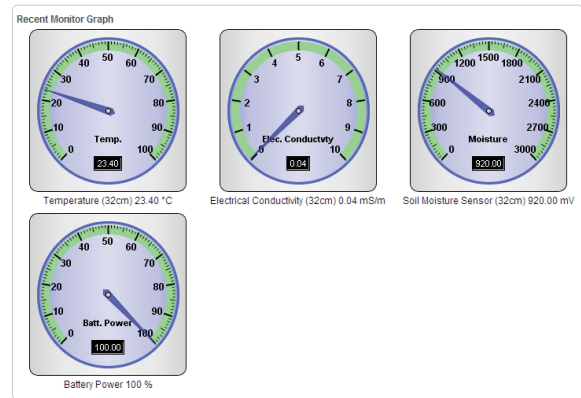 Recent Monitor Graph
0 10 20 30 40 50 60 70 80 90 100
Temp.
23.40
Temperature (32cm) 23.40 °C
0 1 2 3 4 5 6 7 8 9 10
Elec. Conductvty
0.04
Electrical Conductivity (32cm) 0.04 mS/m
0 300 600 900 1200 1500 1800 2100 2400 2700 3000
Moisture
920.00
Soil Moisture Sensor (32cm) 920.00 mV
0 10 20 30 40 50 60 70 80 90 100
Batt. Power
100.00
Battery Power 100 %